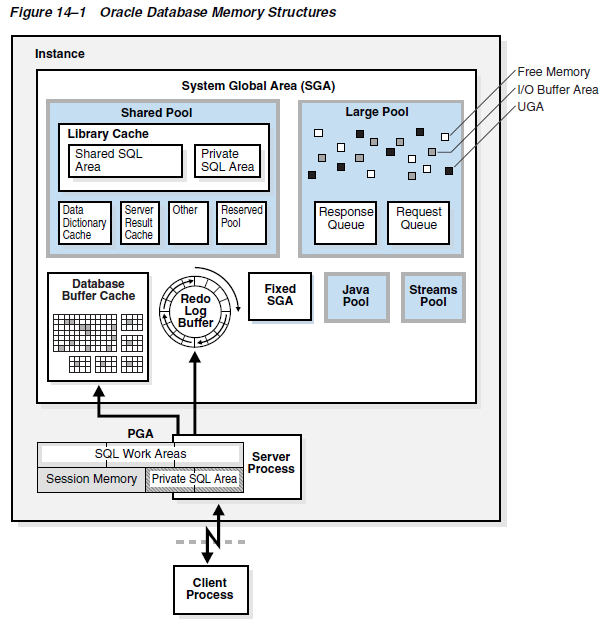 Figure 14–1 Oracle Database Memory Structures
Instance
System Global Area (SGA)
Shared Pool
Library Cache
Shared SQL
Area
Private
SQL Area
Data
Dictionary
Cache
Server
Result
Cache
Other
Reserved
Pool
Large Pool
Response
Queue
Request
Queue
Free Memory
I/O Buffer Area
UGA
Database
Buffer Cache
Redo
Log
Buffer
Fixed
SGA
Java
Pool
Streams
Pool
PGA
SQL Work Areas
Session Memory
Private SQL Area
Server
Process
Client
Process